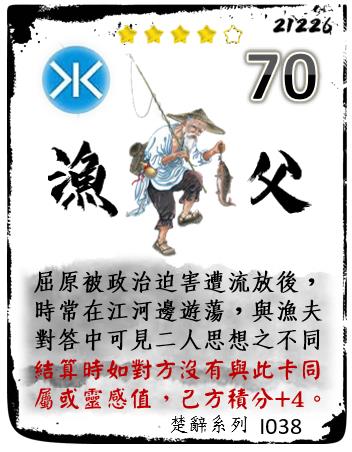 21226
70
漁父
屈原被政治迫害遭流放後，
時常在江河邊遊蕩，與漁夫
對答中可見二人思想之不同
結算時如對方沒有與此卡同
屬或靈感值，己方積分+4。
楚辭系列 I038